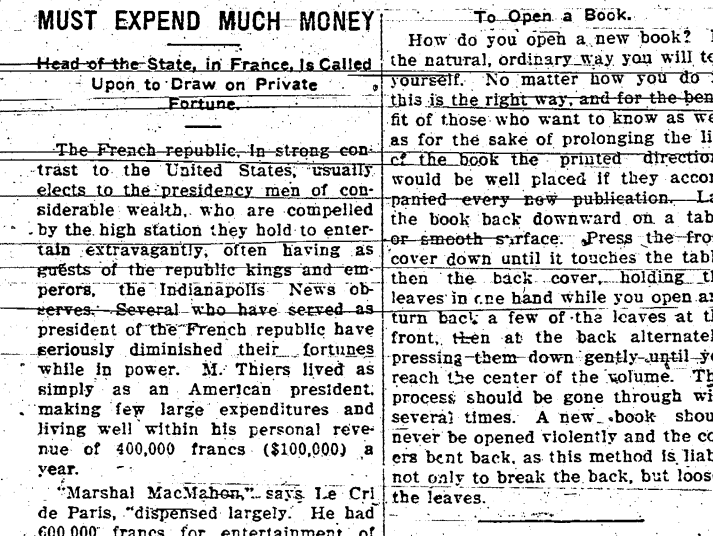 MUST EXPEND MUCH MONEY
Head of the State, in France, Is Called
Upon to Draw on Private
Fortune.
The French republic, in strong con-
trast to the United States, usually
elects to the presidency men of con-
siderable wealth, who are compelled
by the high station they hold to enter-
tain extravagantly, often having as
guests of the republic kings and em-
perors, the Indianapolis News ob-
serves. Several who have served as
president of the French republic have
seriously diminished their fortunes
while in power. M. Thiers lived as
simply as an American president,
making few large expenditures and
living well within his personal reve-
nue of 400,000 francs ($100,000) a
year.
"Marshal MacMahon," says Le Cri
de Paris, "dispensed largely. He had
600,000 francs for entertainment of
To Open a Book.
How do you open a new book?
the natural, ordinary way you will te
yourself. No matter how you do
this is the right way, and for the ben
fit of those who want to know as we
as for the sake of prolonging the li
of the book the printed direction
would be well placed if they accom
panied every new publication. La
the book back downward on a tab
or smooth surface. Press the fro
cover down until it touches the tabl
then the back cover, holding th
leaves in one hand while you open an
turn back a few of the leaves at th
front, then at the back alternatel
pressing them down gently until yo
reach the center of the volume. Th
process should be gone through wi
several times. A new book shou
never be opened violently and the co
ers bent back, as this method is liab
not only to break the back, but loose
the leaves.